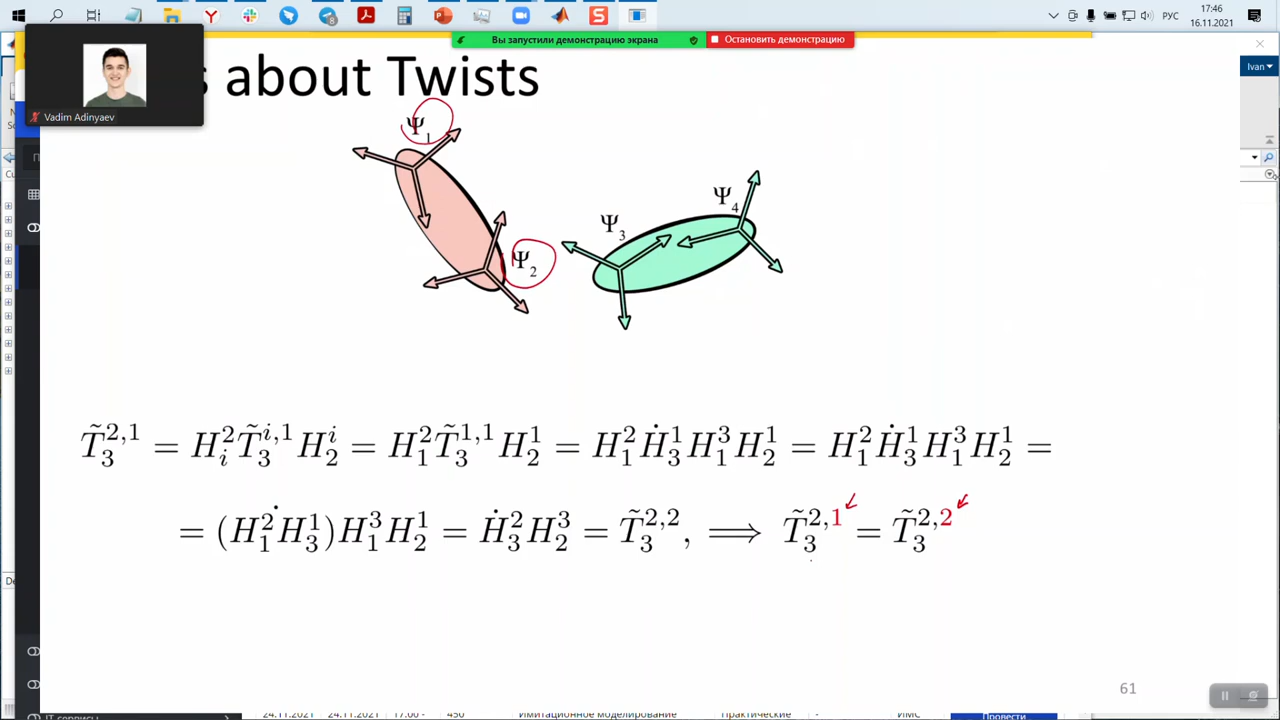 17:46
РУС
16.11.2021
Вы запустили демонстрацию экрана
Остановить демонстрацию
Ivan
s about Twists
Vadim Adinyaev
Ψ₁
Ψ₂
Ψ₃
Ψ₄
T̃₃^{2,1} = H_i^2 T̃₃^{i,1} H_2^i = H_1^2 T̃₃^{1,1} H_2^1 = H_1^2 Ḣ_3^1 H_1^3 H_2^1 = H_1^2 Ḣ_3^1 H_1^3 H_2^1 =
= (H_1^2 ˙H_3^1)H_1^3 H_2^1 = Ḣ_3^2 H_2^3 = T̃₃^{2,2}, ⟹ T̃₃^{2,1} = T̃₃^{2,2}
61
24.11.2021 24.11.2021 17:00 - 450 Имитационное моделирование Практические - ИМС Провести
IT сервисы